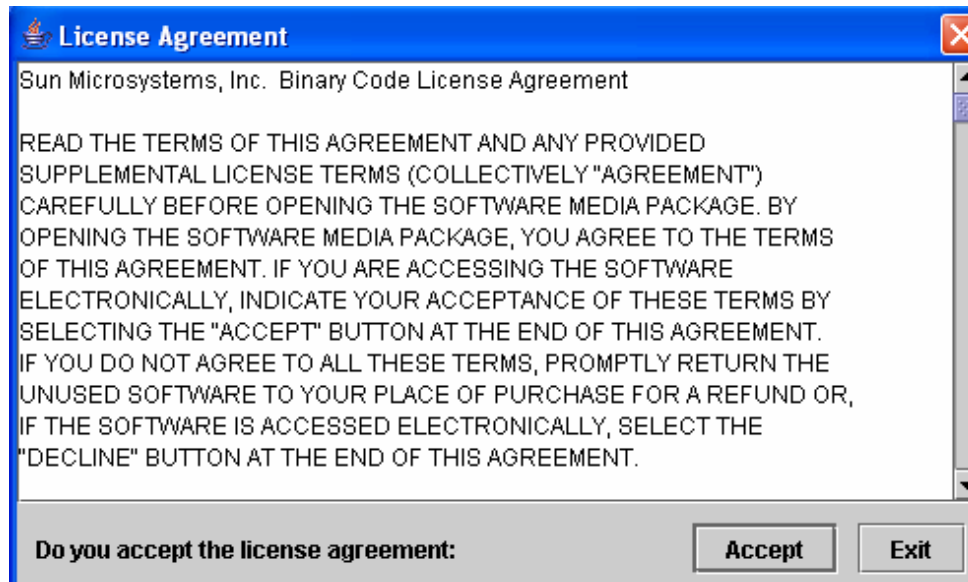 License Agreement
Sun Microsystems, Inc.  Binary Code License Agreement
READ THE TERMS OF THIS AGREEMENT AND ANY PROVIDED
SUPPLEMENTAL LICENSE TERMS (COLLECTIVELY "AGREEMENT")
CAREFULLY BEFORE OPENING THE SOFTWARE MEDIA PACKAGE. BY
OPENING THE SOFTWARE MEDIA PACKAGE, YOU AGREE TO THE TERMS
OF THIS AGREEMENT. IF YOU ARE ACCESSING THE SOFTWARE
ELECTRONICALLY, INDICATE YOUR ACCEPTANCE OF THESE TERMS BY
SELECTING THE "ACCEPT" BUTTON AT THE END OF THIS AGREEMENT.
IF YOU DO NOT AGREE TO ALL THESE TERMS, PROMPTLY RETURN THE
UNUSED SOFTWARE TO YOUR PLACE OF PURCHASE FOR A REFUND OR,
IF THE SOFTWARE IS ACCESSED ELECTRONICALLY, SELECT THE
"DECLINE" BUTTON AT THE END OF THIS AGREEMENT.
Do you accept the license agreement: Accept Exit